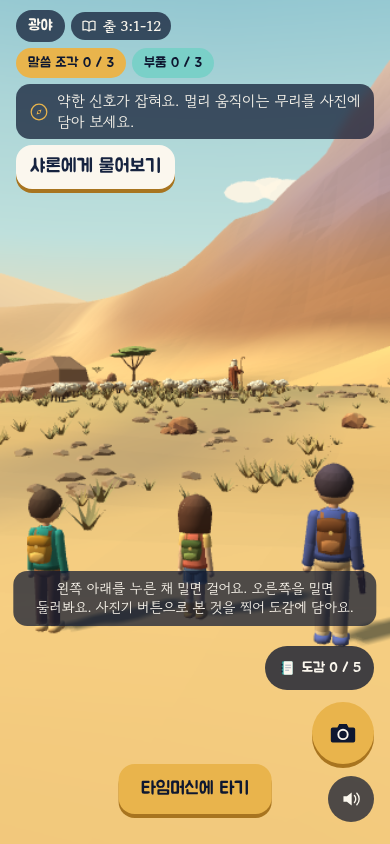 광야
출 3:1-12
말씀 조각 0 / 3
부품 0 / 3
약한 신호가 잡혀요. 멀리 움직이는 무리를 사진에
담아 보세요.
샤론에게 물어보기
왼쪽 아래를 누른 채 밀면 걸어요. 오른쪽을 밀면
둘러봐요. 사진기 버튼으로 본 것을 찍어 도감에 담아요.
도감 0 / 5
타임머신에 타기